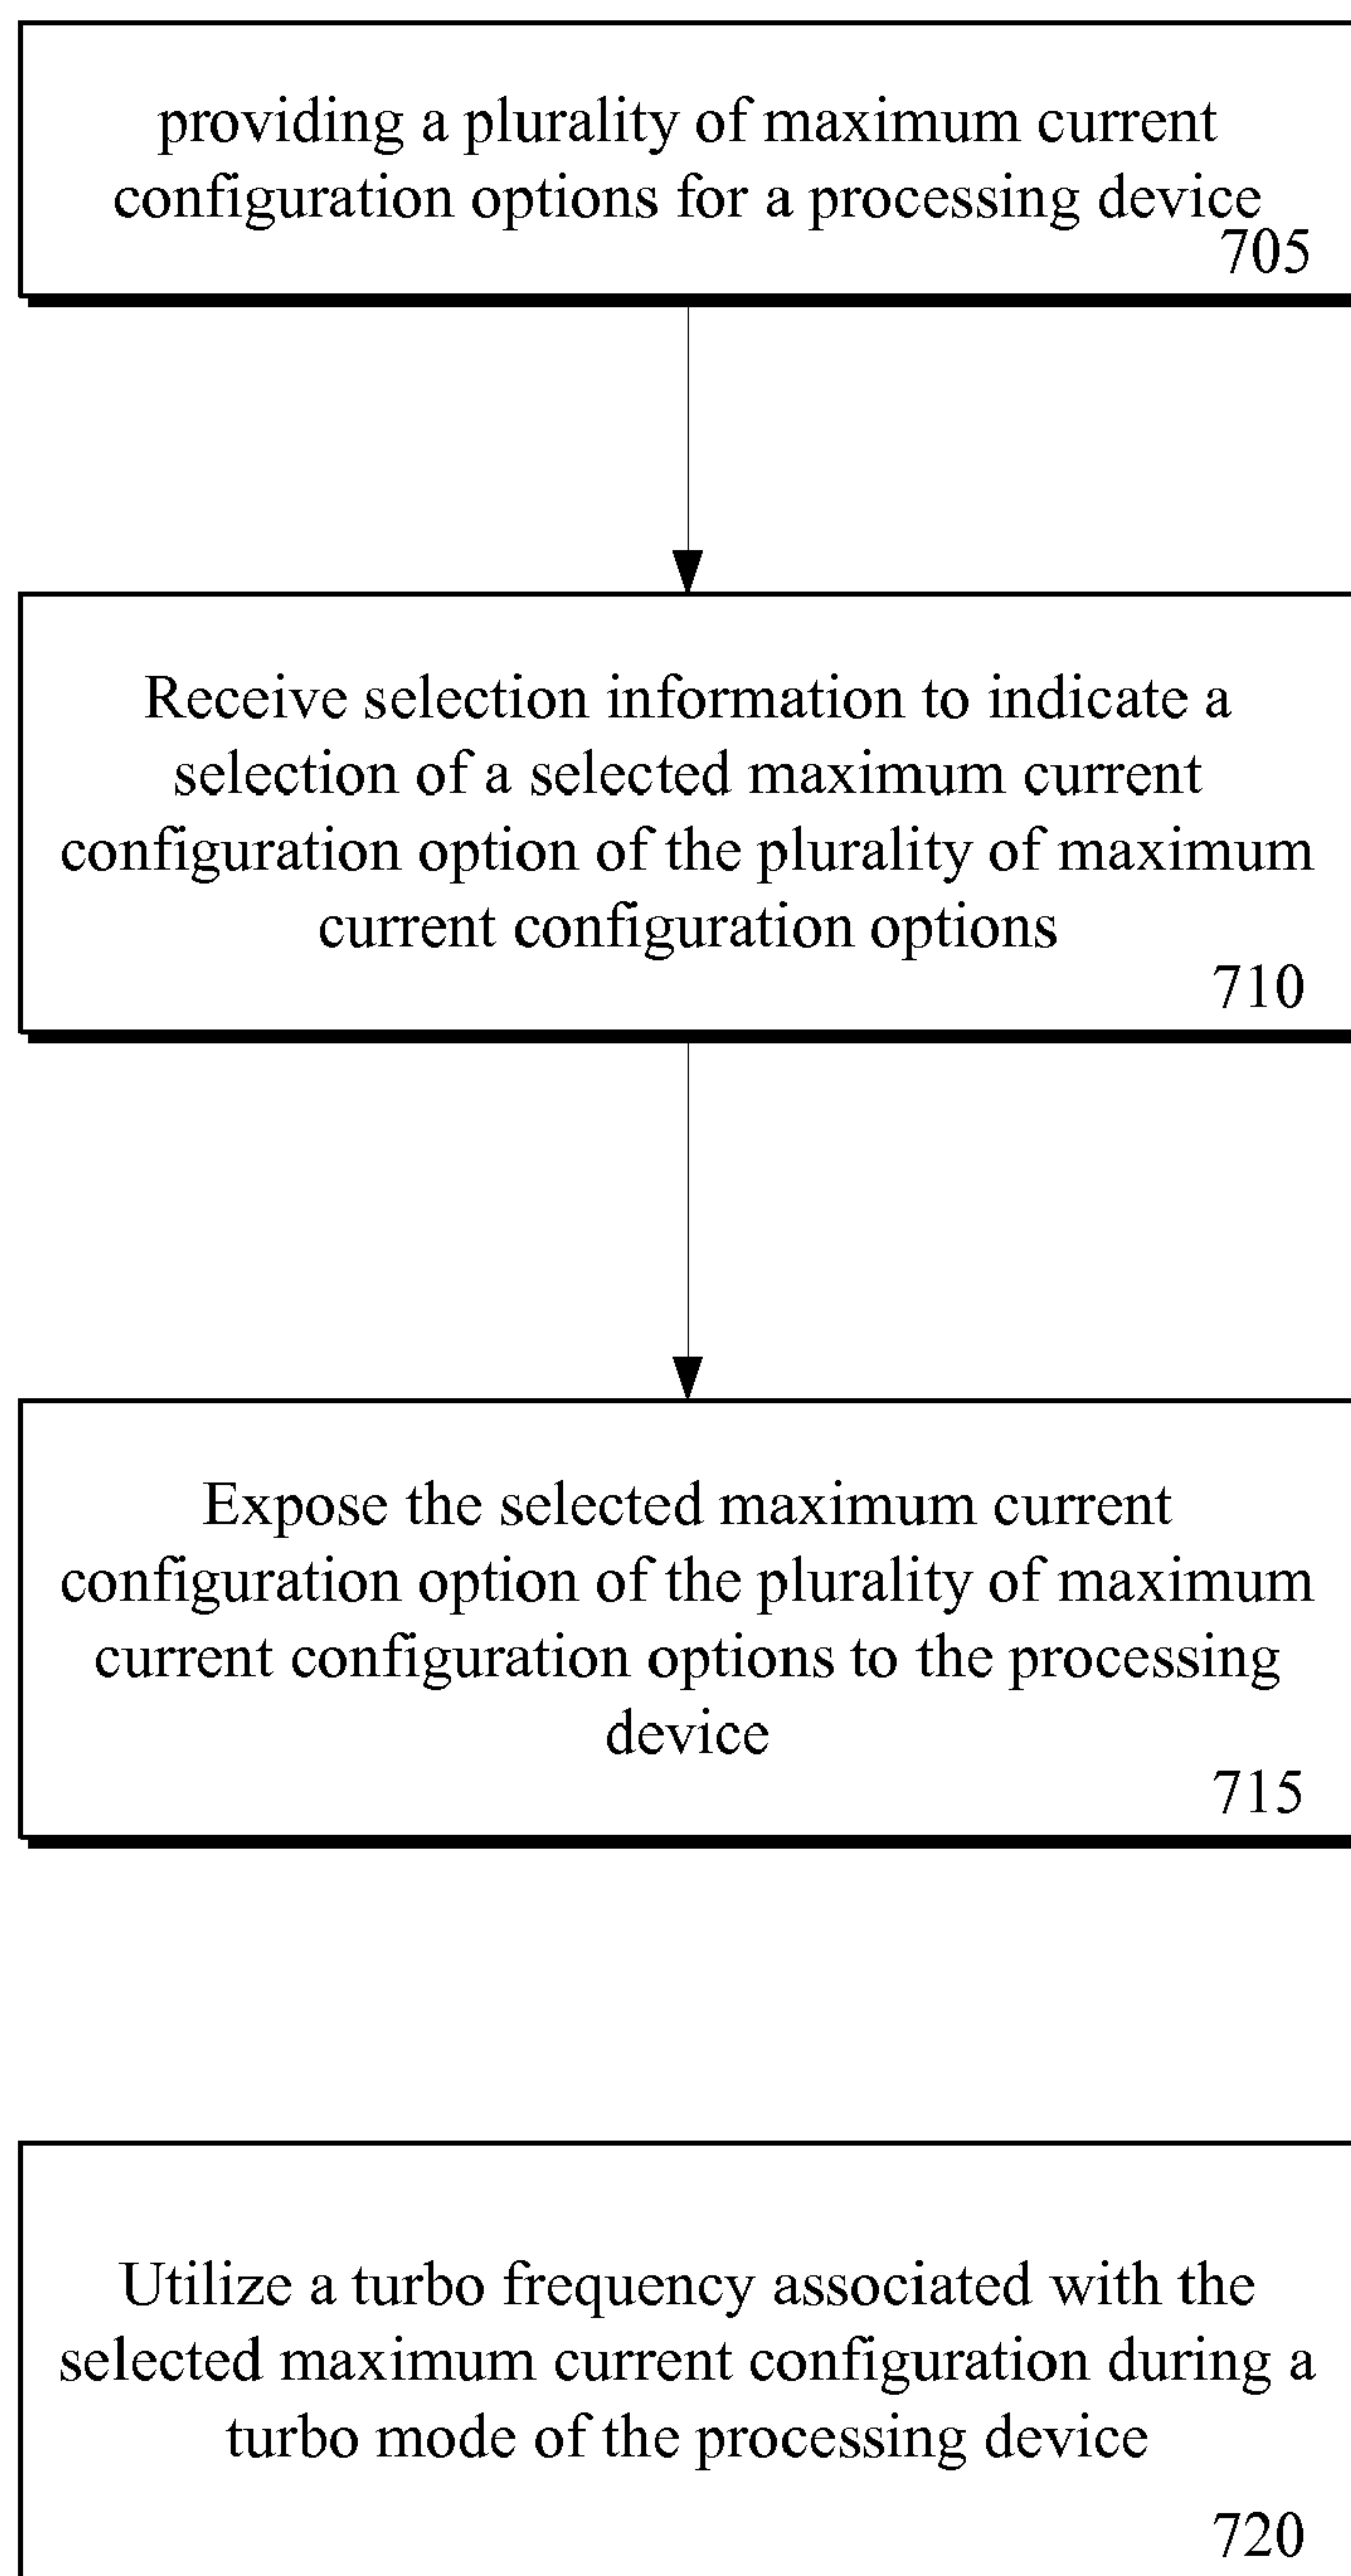 providing a plurality of maximum current
configuration options for a processing device
705
Receive selection information to indicate a
selection of a selected maximum current
configuration option of the plurality of maximum
current configuration options
710
Expose the selected maximum current
configuration option of the plurality of maximum
current configuration options to the processing
device
715
Utilize a turbo frequency associated with the
selected maximum current configuration during a
turbo mode of the processing device
720